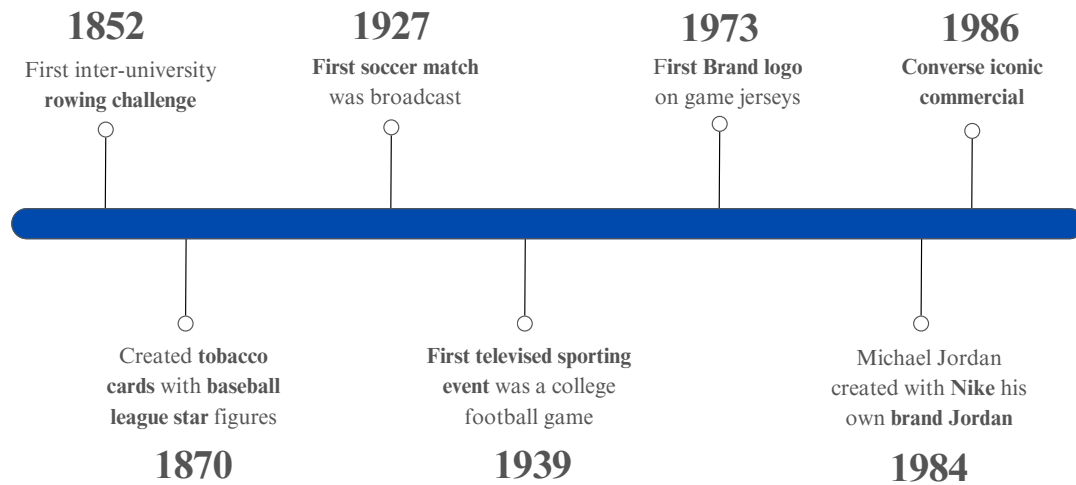 1852
First inter-university
rowing challenge
1927
First soccer match
was broadcast
1973
First Brand logo
on game jerseys
1986
Converse iconic
commercial
Created tobacco
cards with baseball
league star figures
1870
First televised sporting
event was a college
football game
1939
Michael Jordan
created with Nike his
own brand Jordan
1984